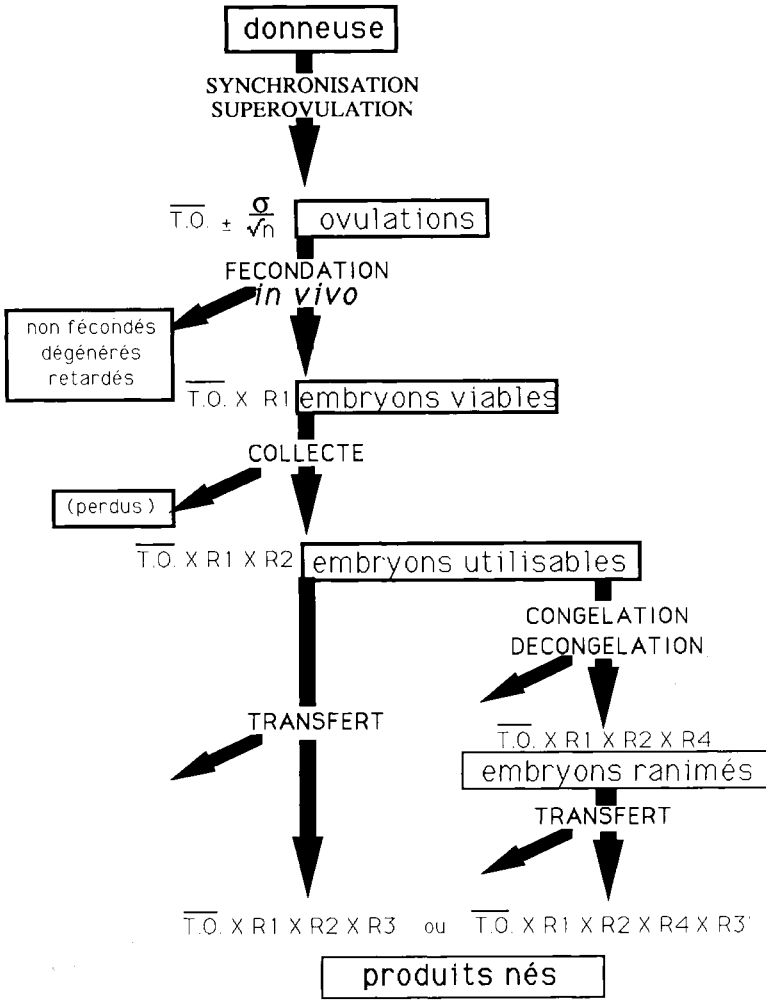 donneuse
SYNCHRONISATION
SUPEROVULATION
T.O. ± σ/√n ovulations
FECONDATION
in vivo
non fécondés
dégénérés
retardés
T.O. X R1 embryons viables
COLLECTE
(perdus)
T.O. X R1 X R2 embryons utilisables
CONGELATION
DECONGELATION
TRANSFERT
T.O. X R1 X R2 X R4
embryons ranimés
TRANSFERT
T.O. X R1 X R2 X R3 ou T.O. X R1 X R2 X R4 X R3'
produits nés